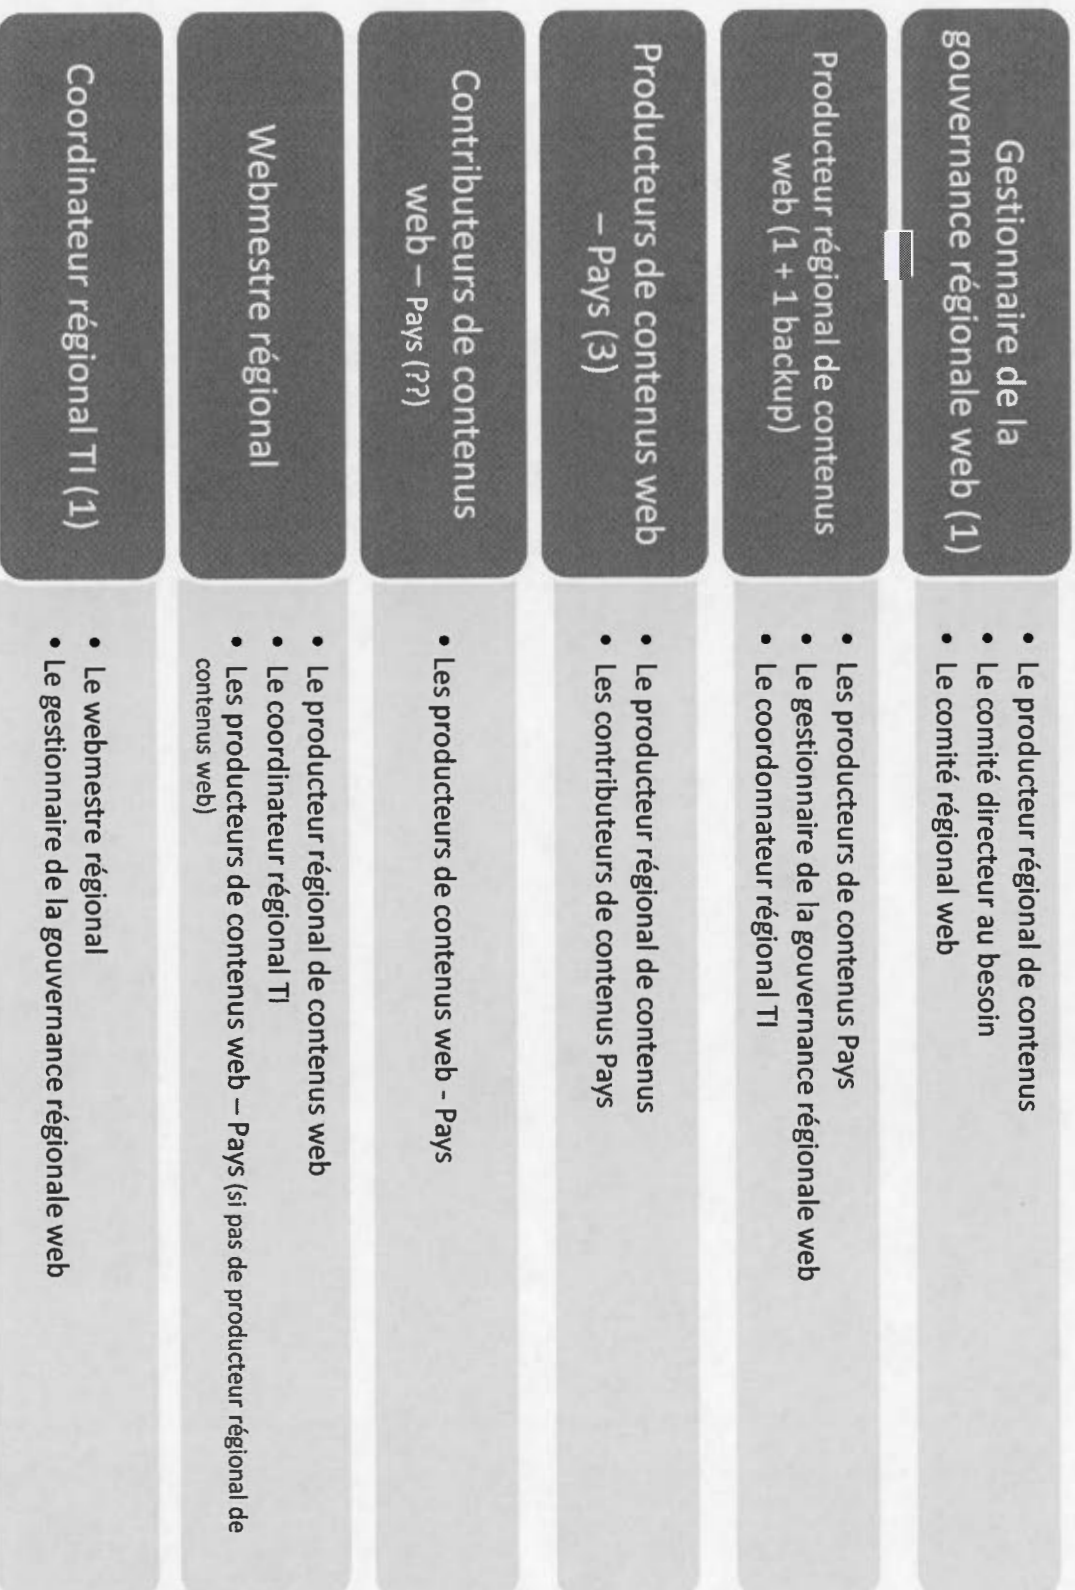 Gestionnaire de la
gouvernance régionale web (1)
• Le producteur régional de contenus
• Le comité directeur au besoin
• Le comité régional web
Producteur régional de contenus
web (1 + 1 backup)
• Les producteurs de contenus Pays
• Le gestionnaire de la gouvernance régionale web
• Le coordonnateur régional TI
Producteurs de contenus web
– Pays (3)
• Le producteur régional de contenus
• Les contributeurs de contenus Pays
Contributeurs de contenus
web – Pays (??)
• Les producteurs de contenus web - Pays
Webmestre régional
• Le producteur régional de contenus web
• Le coordinateur régional TI
• Les producteurs de contenus web – Pays (si pas de producteur régional de
contenus web)
Coordinateur régional TI (1)
• Le webmestre régional
• Le gestionnaire de la gouvernance régionale web